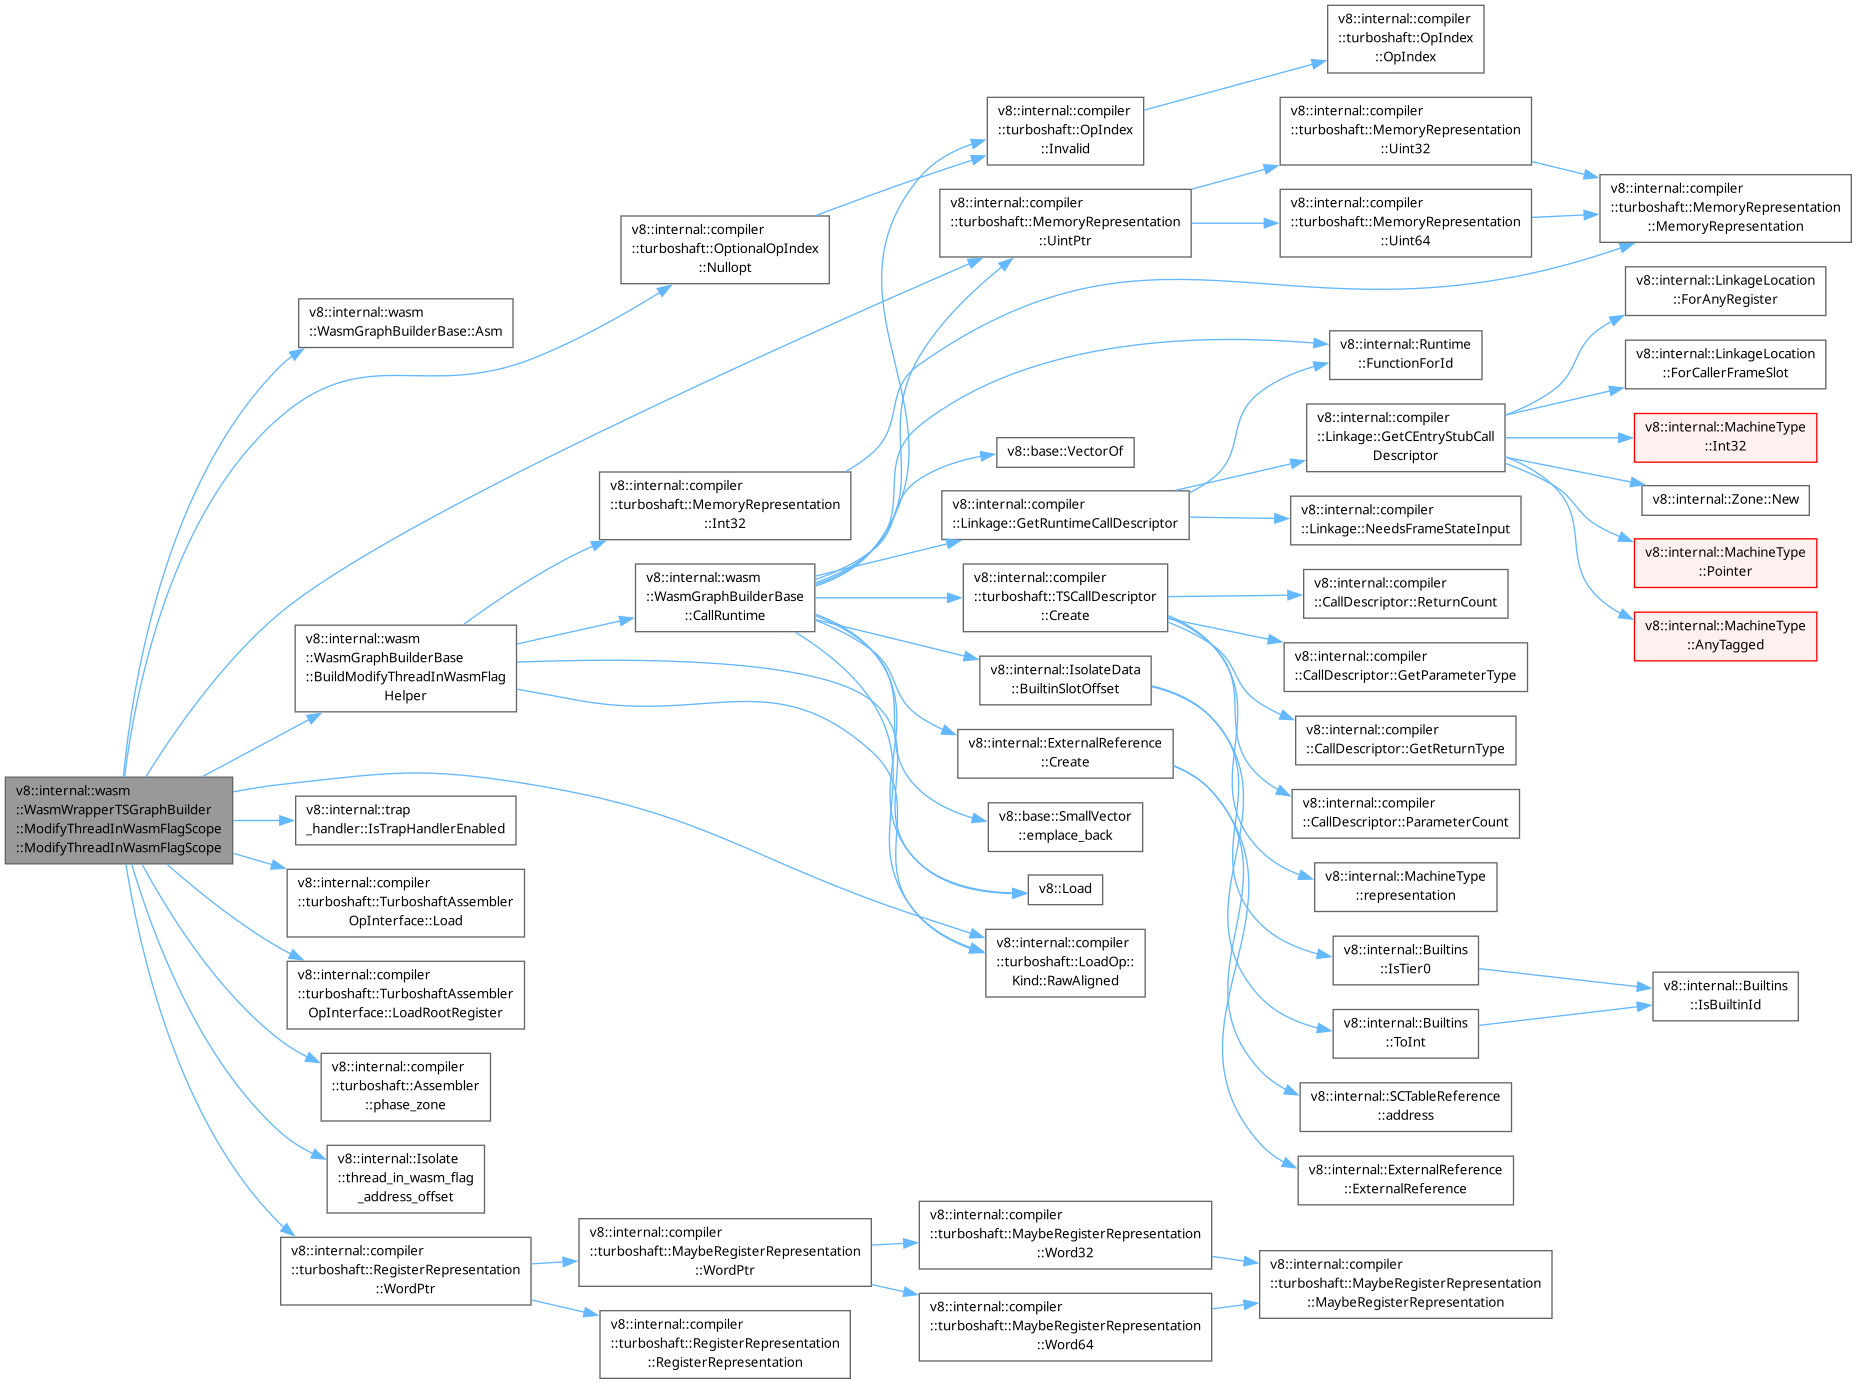 v8::internal::wasm
::WasmWrapperTSGraphBuilder
::ModifyThreadInWasmFlagScope
::ModifyThreadInWasmFlagScope
v8::internal::wasm
::WasmGraphBuilderBase::Asm
v8::internal::wasm
::WasmGraphBuilderBase
::BuildModifyThreadInWasmFlag
Helper
v8::internal::trap
_handler::IsTrapHandlerEnabled
v8::internal::compiler
::turboshaft::TurboshaftAssembler
OpInterface::Load
v8::internal::compiler
::turboshaft::TurboshaftAssembler
OpInterface::LoadRootRegister
v8::internal::compiler
::turboshaft::Assembler
::phase_zone
v8::internal::Isolate
::thread_in_wasm_flag
_address_offset
v8::internal::compiler
::turboshaft::RegisterRepresentation
::WordPtr
v8::internal::compiler
::turboshaft::OptionalOpIndex
::Nullopt
v8::internal::compiler
::turboshaft::MemoryRepresentation
::Int32
v8::internal::wasm
::WasmGraphBuilderBase
::CallRuntime
v8::internal::compiler
::turboshaft::MaybeRegisterRepresentation
::WordPtr
v8::internal::compiler
::turboshaft::RegisterRepresentation
::RegisterRepresentation
v8::internal::compiler
::turboshaft::OpIndex
::Invalid
v8::internal::compiler
::turboshaft::MemoryRepresentation
::UintPtr
v8::base::VectorOf
v8::internal::compiler
::Linkage::GetRuntimeCallDescriptor
v8::internal::compiler
::turboshaft::TSCallDescriptor
::Create
v8::internal::IsolateData
::BuiltinSlotOffset
v8::internal::ExternalReference
::Create
v8::base::SmallVector
::emplace_back
v8::Load
v8::internal::compiler
::turboshaft::LoadOp::
Kind::RawAligned
v8::internal::compiler
::turboshaft::MaybeRegisterRepresentation
::Word32
v8::internal::compiler
::turboshaft::MaybeRegisterRepresentation
::Word64
v8::internal::compiler
::turboshaft::OpIndex
::OpIndex
v8::internal::compiler
::turboshaft::MemoryRepresentation
::Uint32
v8::internal::compiler
::turboshaft::MemoryRepresentation
::Uint64
v8::internal::Runtime
::FunctionForId
v8::internal::compiler
::Linkage::GetCEntryStubCall
Descriptor
v8::internal::compiler
::Linkage::NeedsFrameStateInput
v8::internal::compiler
::CallDescriptor::ReturnCount
v8::internal::compiler
::CallDescriptor::GetParameterType
v8::internal::compiler
::CallDescriptor::GetReturnType
v8::internal::compiler
::CallDescriptor::ParameterCount
v8::internal::MachineType
::representation
v8::internal::Builtins
::IsTier0
v8::internal::Builtins
::ToInt
v8::internal::SCTableReference
::address
v8::internal::ExternalReference
::ExternalReference
v8::internal::compiler
::turboshaft::MaybeRegisterRepresentation
::MaybeRegisterRepresentation
v8::internal::compiler
::turboshaft::MemoryRepresentation
::MemoryRepresentation
v8::internal::LinkageLocation
::ForAnyRegister
v8::internal::LinkageLocation
::ForCallerFrameSlot
v8::internal::MachineType
::Int32
v8::internal::Zone::New
v8::internal::MachineType
::Pointer
v8::internal::MachineType
::AnyTagged
v8::internal::Builtins
::IsBuiltinId